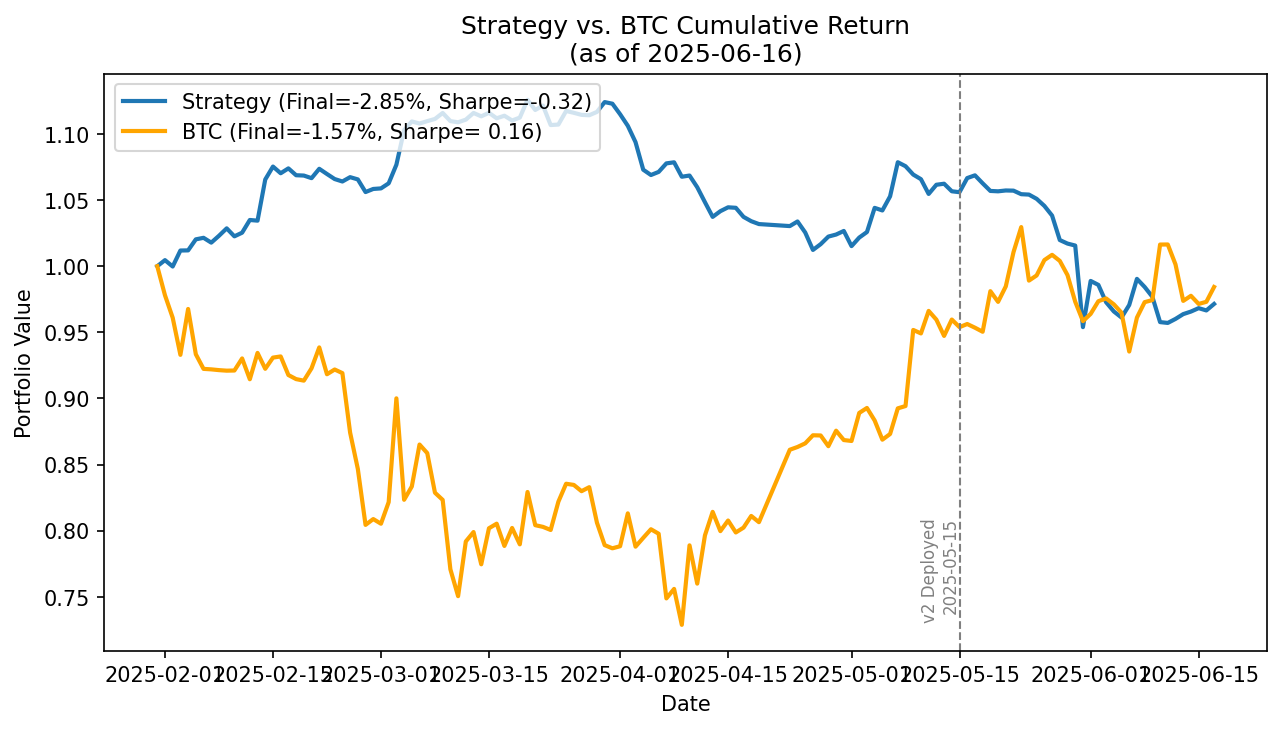 Strategy vs. BTC Cumulative Return
(as of 2025-06-16)
Strategy (Final=-2.85%, Sharpe=-0.32)
BTC (Final=-1.57%, Sharpe= 0.16)
Portfolio Value
1.10
1.05
1.00
0.95
0.90
0.85
0.80
0.75
v2 Deployed
2025-05-15
2025-02-01
2025-02-15
2025-03-01
2025-03-15
2025-04-01
2025-04-15
2025-05-01
2025-05-15
2025-06-01
2025-06-15
Date